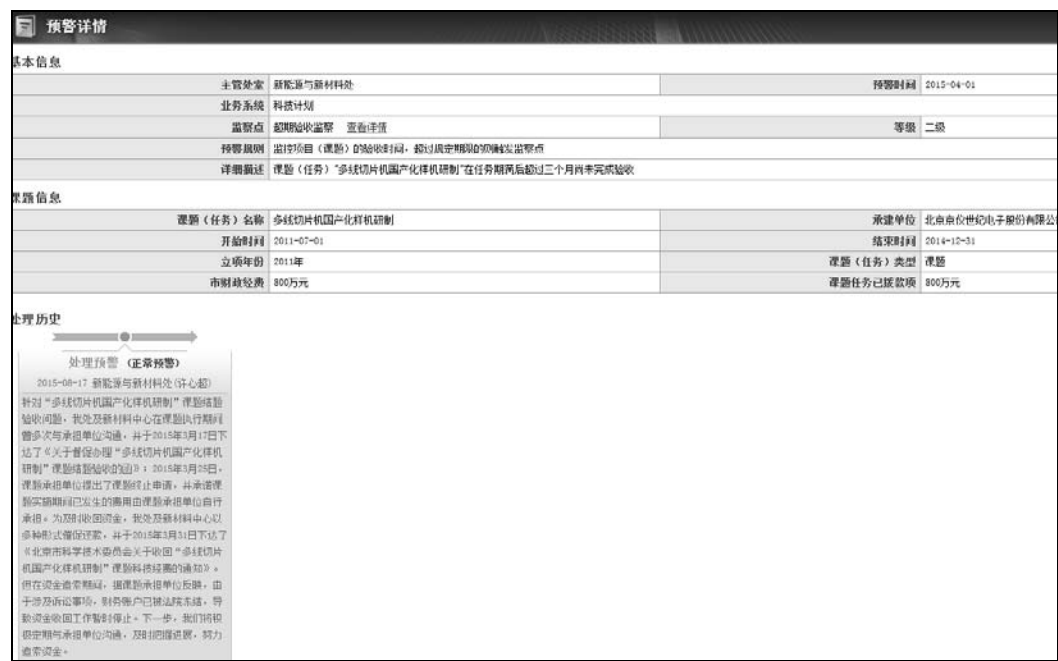 预警详情
基本信息
主管处室 新能源与新材料处 预警时间 2015-04-01
业务系统 科技计划
监察点 超期验收监察 查看详情 等级 二级
预警规则 监控项目（课题）的验收时间，超过规定期限的则触发监察点
详细描述 课题（任务）“多线切片机国产化样机研制”在任务期满后超过三个月尚未完成验收
课题信息
课题（任务）名称 多线切片机国产化样机研制 承建单位 北京京仪世纪电子股份有限公
开始时间 2011-07-01 结束时间 2014-12-31
立项年份 2011年 课题（任务）类型 课题
市财政经费 800万元 课题任务已拨款项 800万元
处理历史
处理预警 (正常预警)
2015-08-17 新能源与新材料处(许心超)
针对“多线切片机国产化样机研制”课题结题
验收问题，我处及新材料中心在课题执行期间
曾多次与承担单位沟通，并于2015年3月17日下
达了《关于督促办理“多线切片机国产化样机
研制”课题结题验收的函》；2015年3月25日，
课题承担单位提出了课题终止申请，并承诺课
题实施期间已发生的费用由课题承担单位自行
承担。为及时收回资金，我处及新材料中心以
多种形式催促还款，并于2015年3月31日下达了
《北京市科学技术委员会关于收回“多线切片
机国产化样机研制”课题科技经费的通知》。
但在资金追索期间，据课题承担单位反映，由
于涉及诉讼事项，财务账户已被法院冻结，导
致资金收回工作暂时停止。下一步，我们将积
极定期与承担单位沟通，及时把握进展，努力
追索资金。